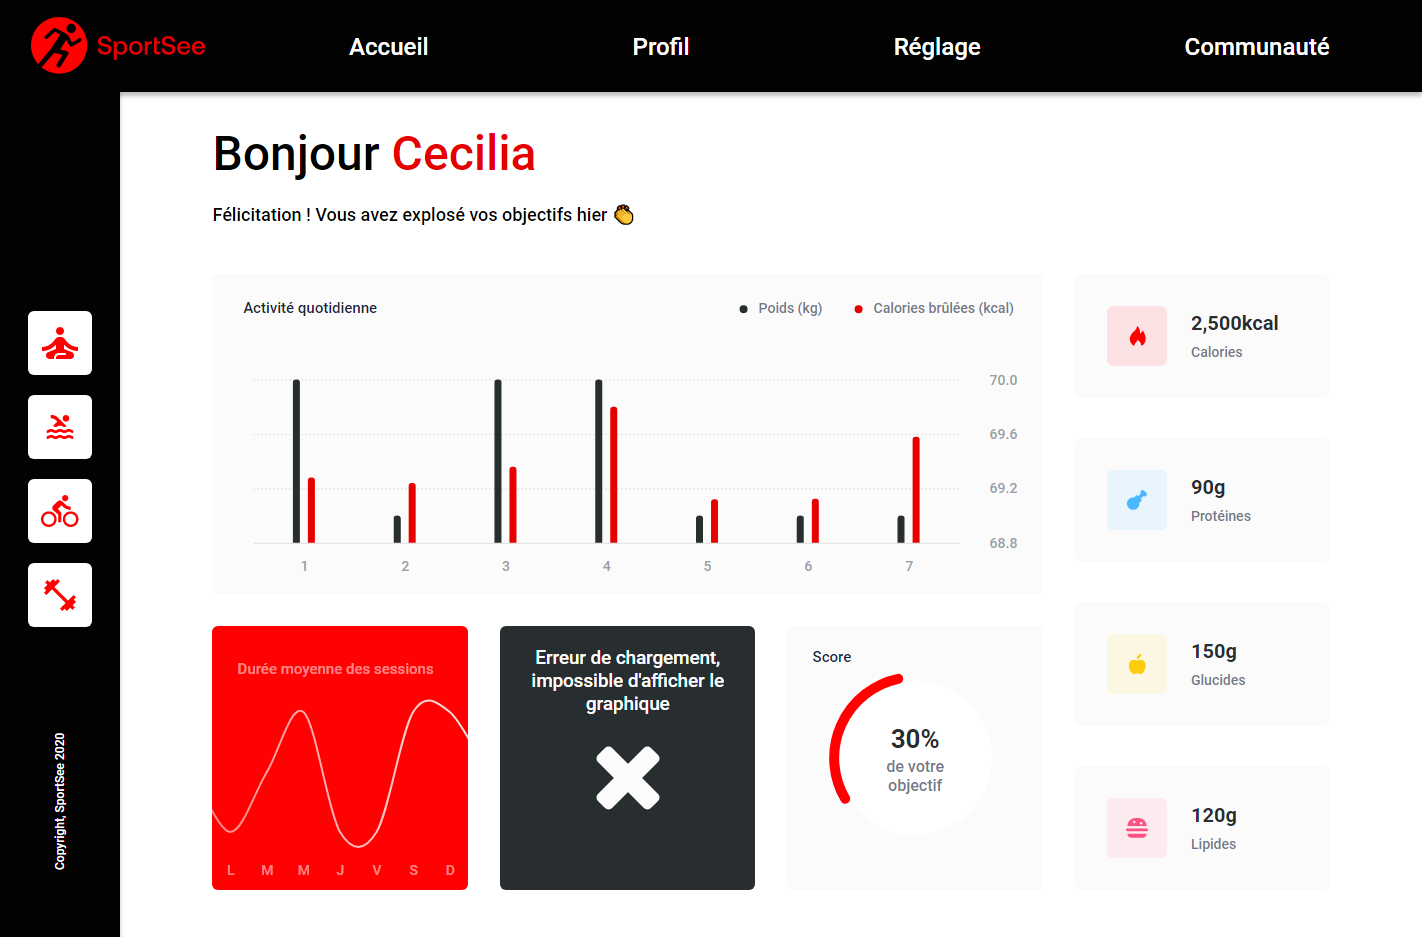 SportSee
Accueil
Profil
Réglage
Communauté
Bonjour Cecilia
Félicitation ! Vous avez explosé vos objectifs hier 👏
Activité quotidienne
Poids (kg)
Calories brûlées (kcal)
70.0
69.6
69.2
68.8
1 2 3 4 5 6 7
2,500kcal
Calories
90g
Protéines
150g
Glucides
120g
Lipides
Durée moyenne des sessions
L M M J V S D
Erreur de chargement,
impossible d'afficher le
graphique
Score
30%
de votre
objectif
Copyright, SportSee 2020